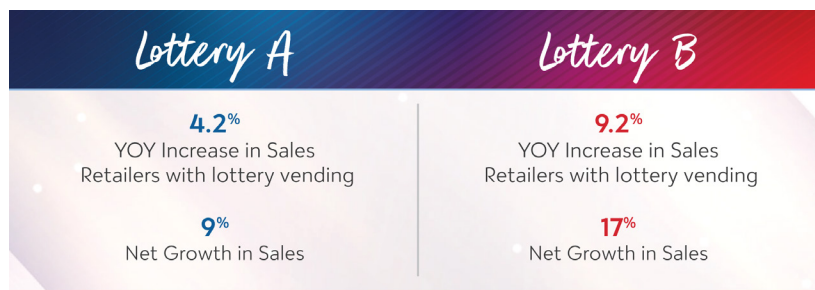 Lottery A
4.2%
YOY Increase in Sales
Retailers with lottery vending
9%
Net Growth in Sales
Lottery B
9.2%
YOY Increase in Sales
Retailers with lottery vending
17%
Net Growth in Sales